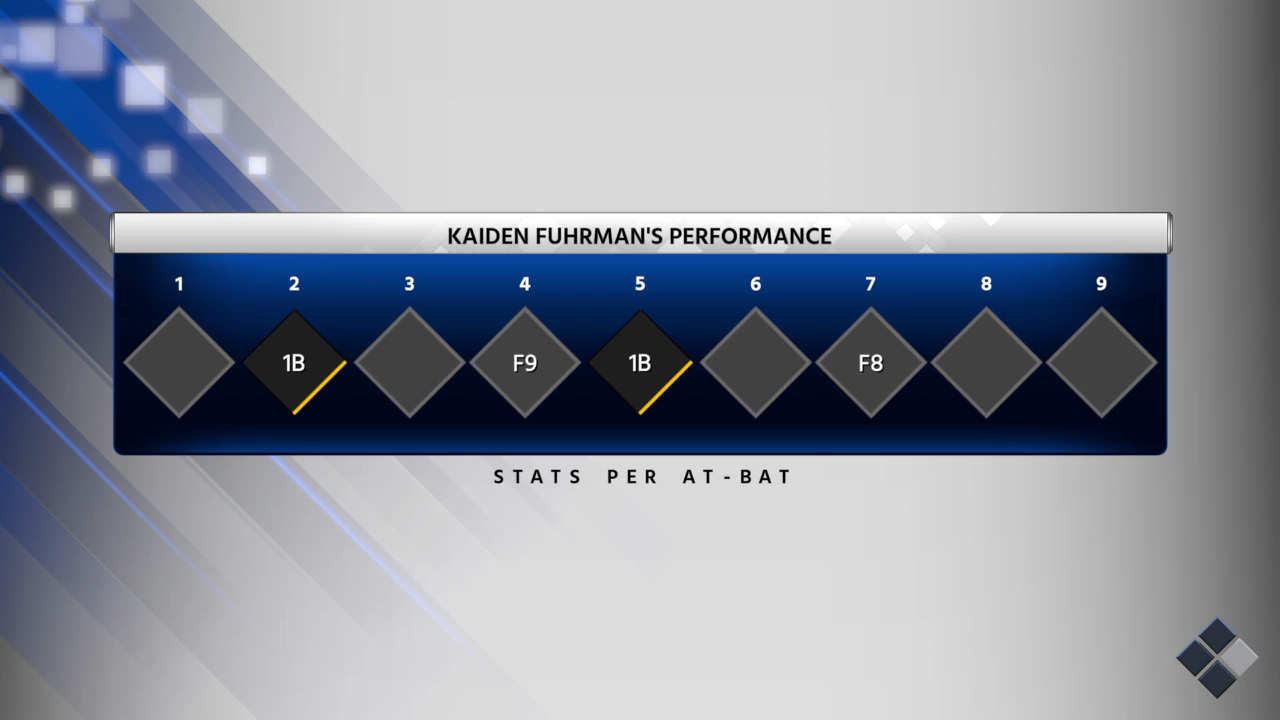 KAIDEN FUHRMAN'S PERFORMANCE
1 2 3 4 5 6 7 8 9
1B F9 1B F8
STATS PER AT-BAT